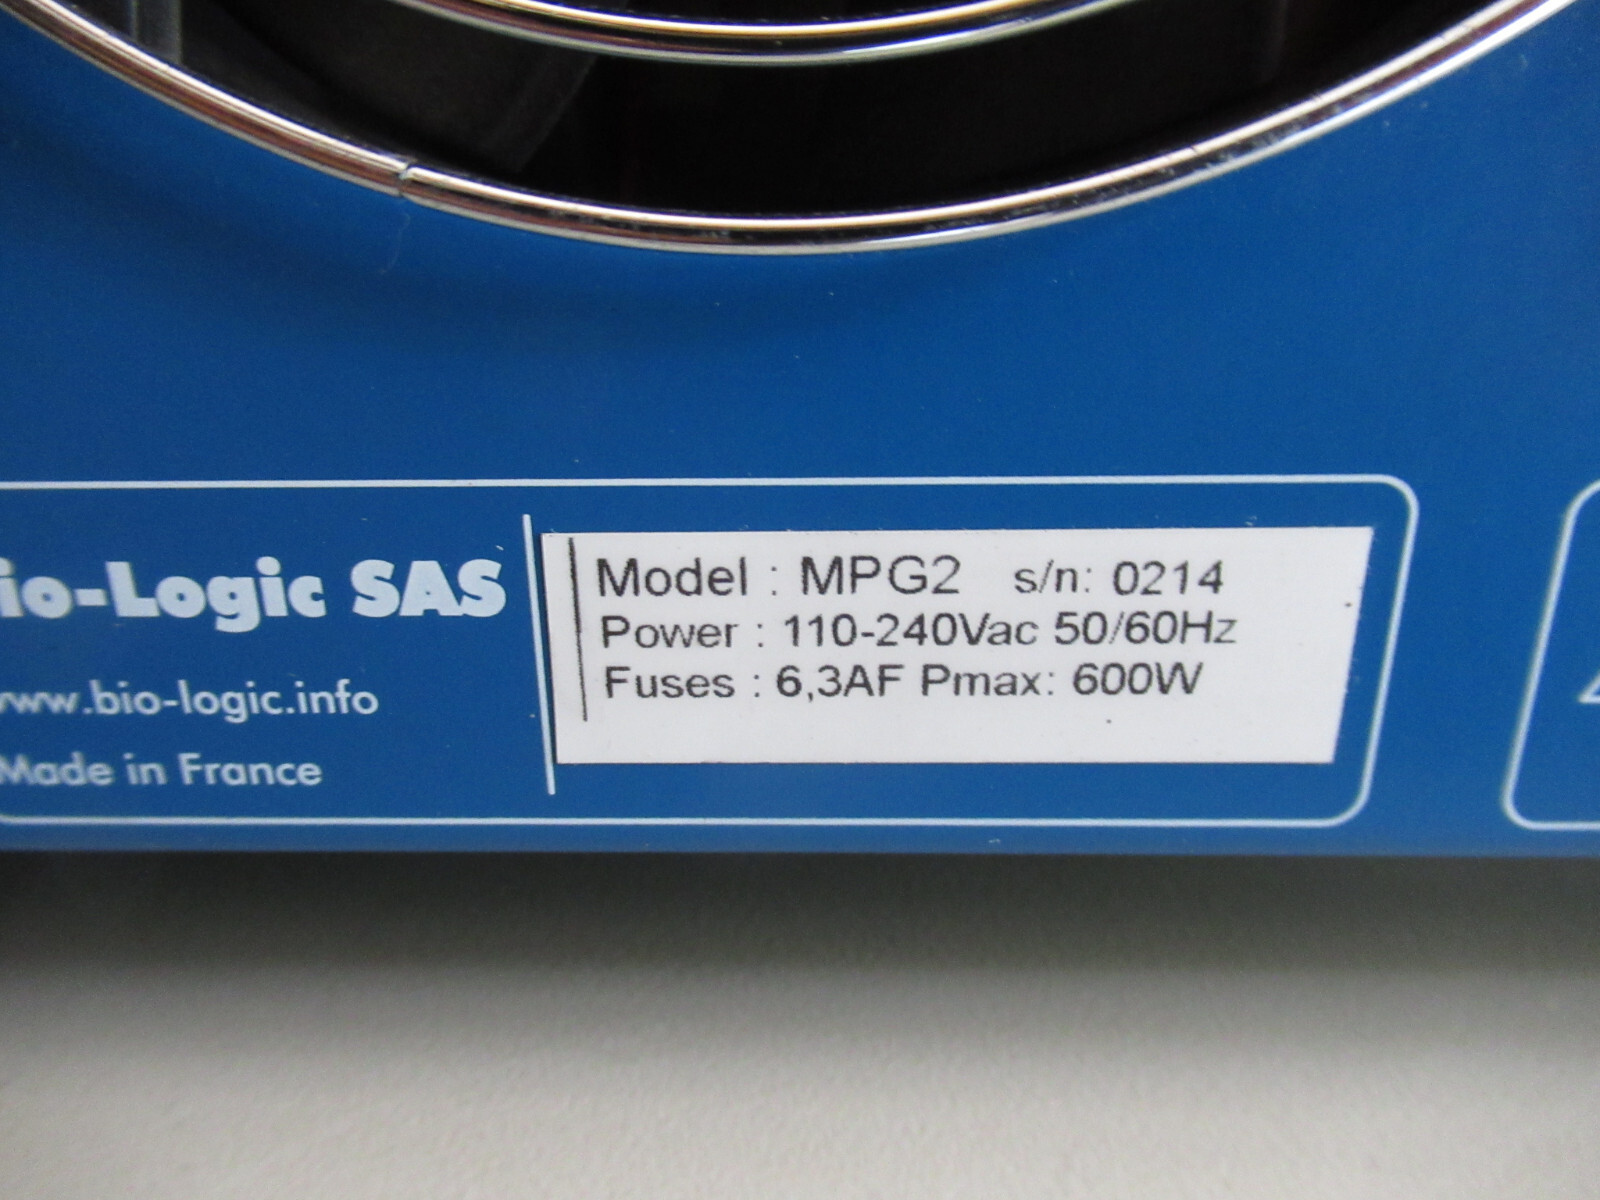 io-Logic SAS
www.bio-logic.info
Made in France
Model : MPG2 s/n: 0214
Power : 110-240Vac 50/60Hz
Fuses : 6,3AF Pmax: 600W